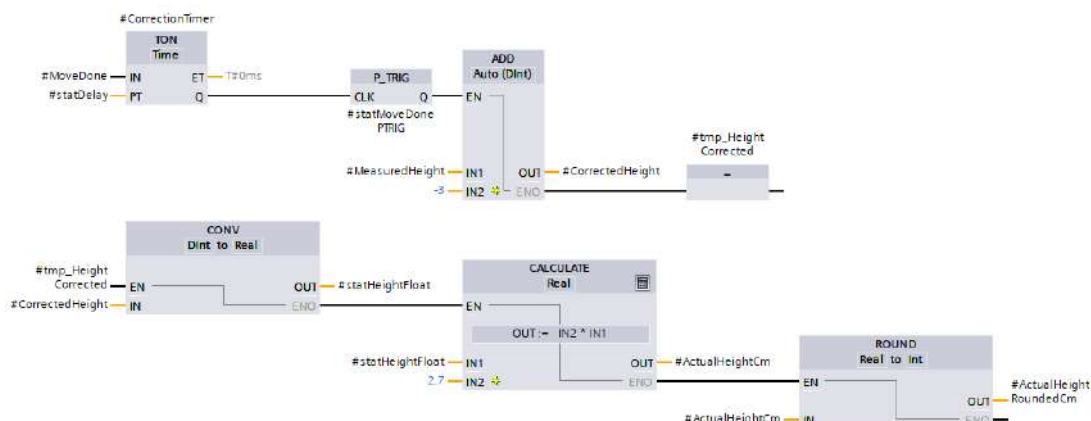 #CorrectionTimer
TON
Time
#MoveDone IN ET T#0ms
#statDelay PT Q
P_TRIG
CLK Q
#statMoveDone
PTRIG
ADD
Auto (DInt)
EN
#MeasuredHeight IN1 OUT #CorrectedHeight
-3 IN2 ENO
#tmp_Height
Corrected
=
CONV
Dint to Real
#tmp_Height
Corrected EN OUT #statHeightFloat
#CorrectedHeight IN ENO
CALCULATE
Real
EN
OUT := IN2 * IN1
#statHeightFloat IN1 OUT #ActualHeightCm
2.7 IN2 ENO
ROUND
Real to Int
EN
#ActualHeight
OUT RoundedCm
#ActualHeightCm IN ENO